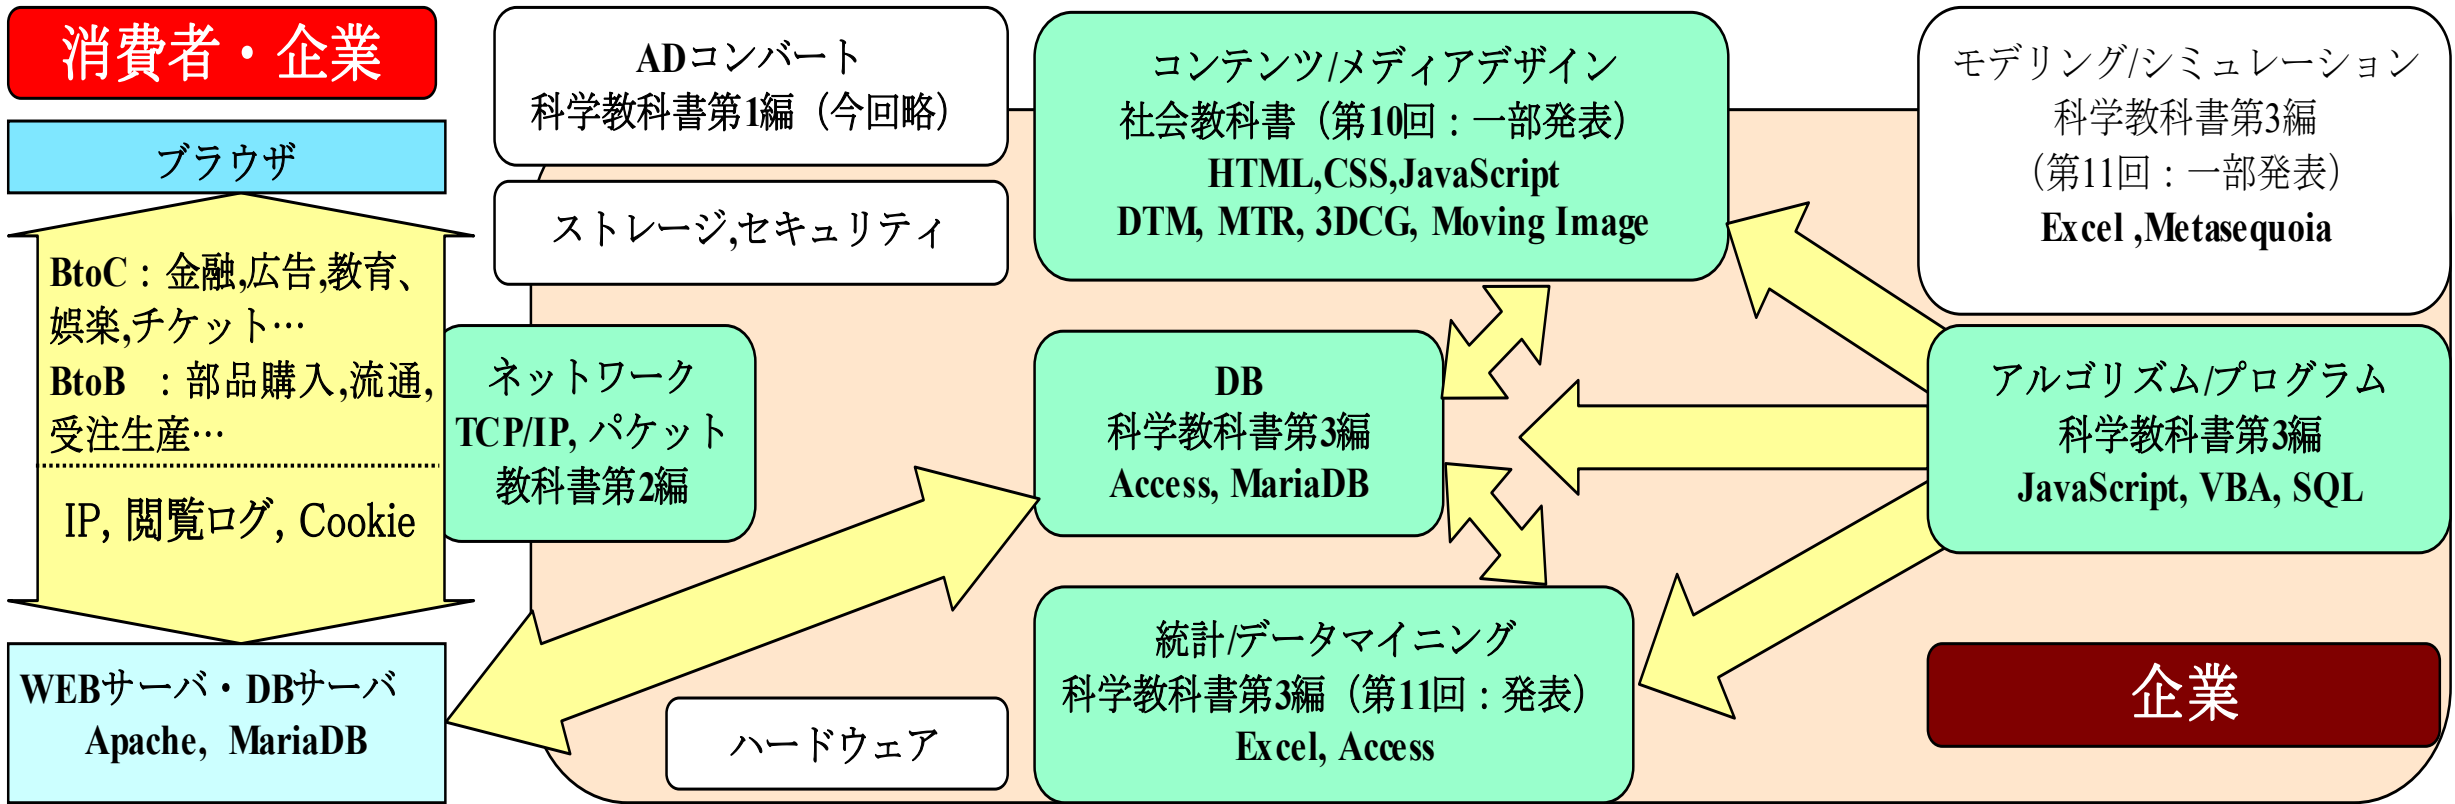 消費者・企業
ブラウザ
BtoC：金融,広告,教育、
娯楽,チケット…
BtoB ：部品購入,流通,
受注生産…
IP, 閲覧ログ, Cookie
WEBサーバ・DBサーバ
Apache, MariaDB
ADコンバート
科学教科書第1編（今回略）
ストレージ,セキュリティ
ネットワーク
TCP/IP, パケット
教科書第2編
ハードウェア
コンテンツ/メディアデザイン
社会教科書（第10回：一部発表）
HTML,CSS,JavaScript
DTM, MTR, 3DCG, Moving Image
DB
科学教科書第3編
Access, MariaDB
統計/データマイニング
科学教科書第3編（第11回：発表）
Excel, Access
モデリング/シミュレーション
科学教科書第3編
（第11回：一部発表）
Excel ,Metasequoia
アルゴリズム/プログラム
科学教科書第3編
JavaScript, VBA, SQL
企業